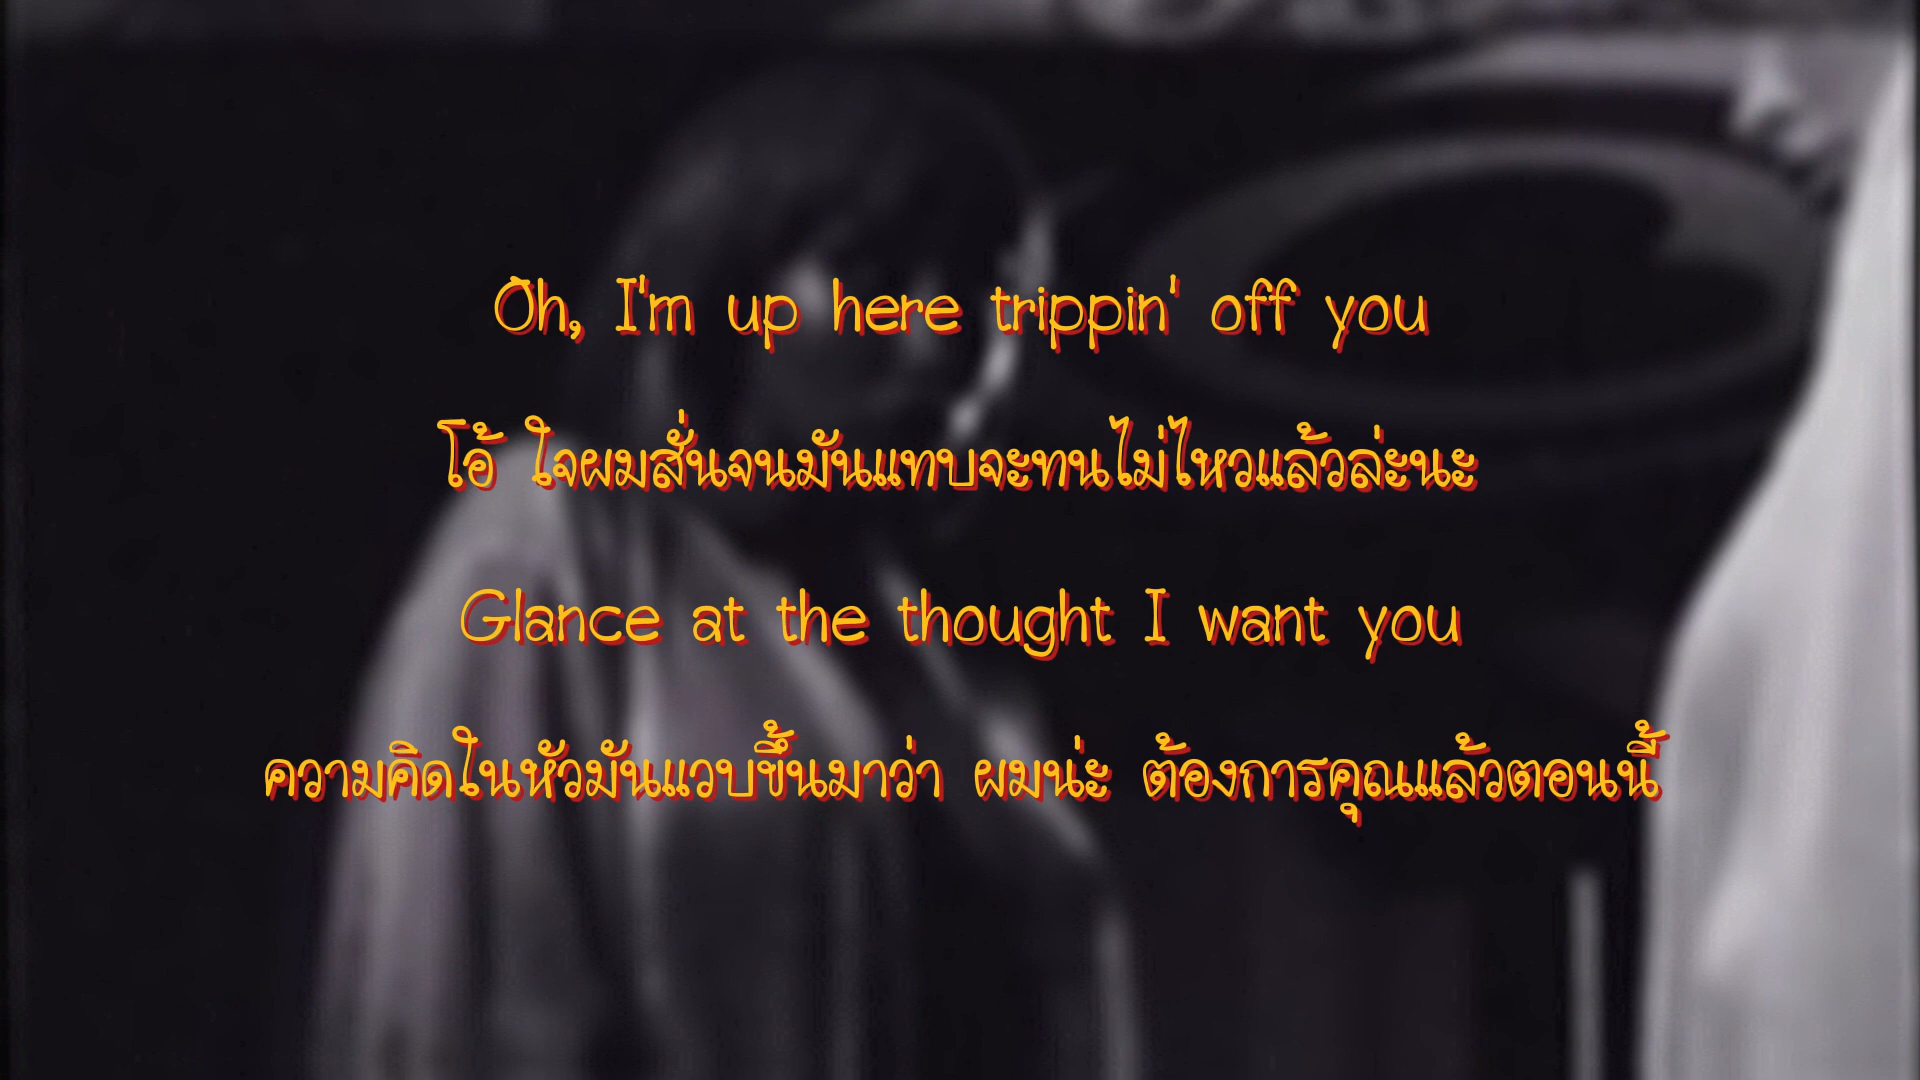 Oh, I'm up here trippin' off you
โอ้ ใจผมสั่นจนมันแทบจะทนไม่ไหวแล้วล่ะนะ
Glance at the thought I want you
ความคิดในหัวมันแวบขึ้นมาว่า ผมน่ะ ต้องการคุณแล้วตอนนี้